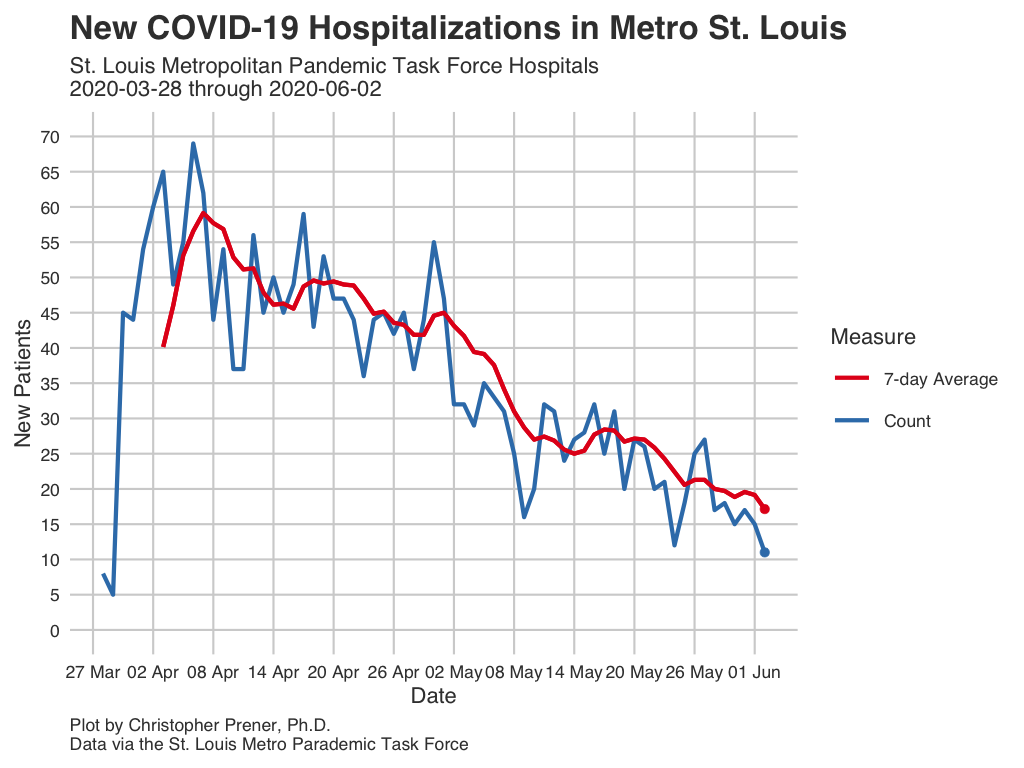 New COVID-19 Hospitalizations in Metro St. Louis
St. Louis Metropolitan Pandemic Task Force Hospitals
2020-03-28 through 2020-06-02
70
65
60
55
50
45
40
35
30
25
20
15
10
5
0
New Patients
27 Mar 02 Apr 08 Apr 14 Apr 20 Apr 26 Apr 02 May 08 May 14 May 20 May 26 May 01 Jun
Date
Measure
7-day Average
Count
Plot by Christopher Prener, Ph.D.
Data via the St. Louis Metro Parademic Task Force